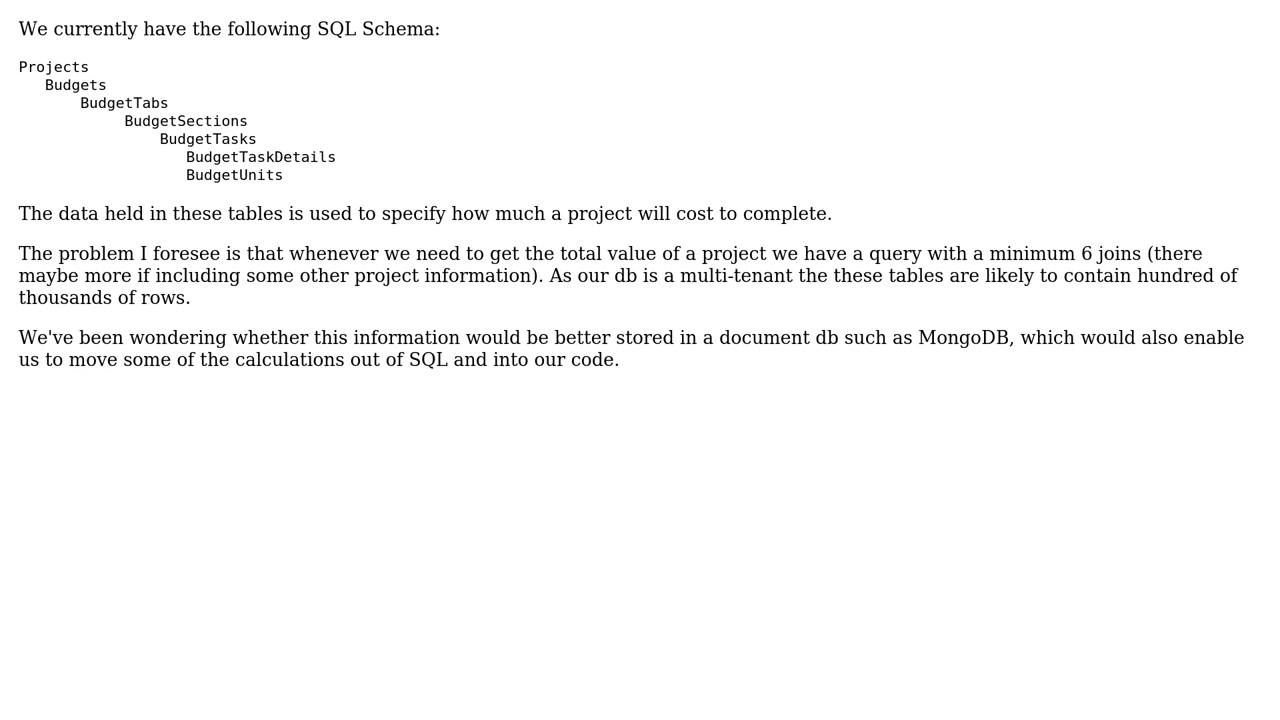 We currently have the following SQL Schema:
Projects
Budgets
BudgetTabs
BudgetSections
BudgetTasks
BudgetTaskDetails
BudgetUnits
The data held in these tables is used to specify how much a project will cost to complete.
The problem I foresee is that whenever we need to get the total value of a project we have a query with a minimum 6 joins (there
maybe more if including some other project information). As our db is a multi-tenant the these tables are likely to contain hundred of
thousands of rows.
We've been wondering whether this information would be better stored in a document db such as MongoDB, which would also enable
us to move some of the calculations out of SQL and into our code.